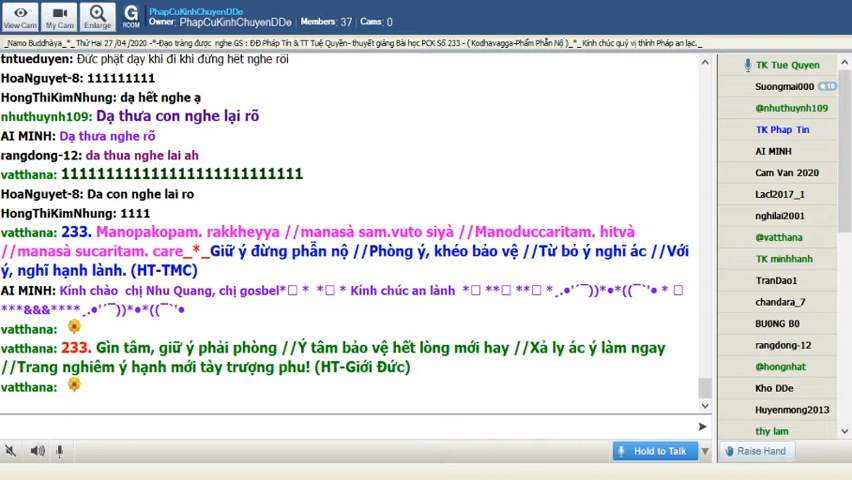 View Cam
My Cam
Enlarge
G
ROOM
PhapCuKinhChuyenDDe
Owner: PhapCuKinhChuyenDDe / Members: 37 Cams: 0
_Namo Buddhàya_*_ Thứ Hai 27 /04 /2020 -*-Đạo tràng được nghe GS : ĐĐ Pháp Tín & TT Tuệ Quyền- thuyết giảng Bài học PCK Số 233 - ( Kodhavagga-Phẩm Phẫn Nộ )_*_ Kính chúc quý vị thính Pháp an lạc._
tntueduyen: Đức phật dạy khi đi khi đứng hết nghe rồi
HoaNguyet-8: 111111111
HongThiKimNhung: dạ hết nghe ạ
nhuthuynh109: Dạ thưa con nghe lại rõ
AI MINH: Dạ thưa nghe rõ
rangdong-12: da thua nghe lai ah
vatthana: 11111111111111111111111111111
HoaNguyet-8: Da con nghe lai ro
HongThiKimNhung: 1111
vatthana: 233. Manopakopam. rakkheyya //manasà sam.vuto siyà //Manoduccaritam. hitvà
//manasà sucaritam. care_*_Giữ ý đừng phẫn nộ //Phòng ý, khéo bảo vệ //Từ bỏ ý nghĩ ác //Với
ý, nghĩ hạnh lành. (HT-TMC)
AI MINH: Kính chào chị Nhu Quang, chị gosbel*□ * *□ * Kính chúc an lành *□ **□ **□ *¸.•'´¯))*•*((¯`'• * □
***&&&****¸.•'´¯))*•*((¯`'•
vatthana:
vatthana: 233. Gìn tâm, giữ ý phải phòng //Ý tâm bảo vệ hết lòng mới hay //Xả ly ác ý làm ngay
//Trang nghiêm ý hạnh mới tày trượng phu! (HT-Giới Đức)
vatthana:
TK Tue Quyen
Suongmai000 10
@nhuthuynh109
TK Phap Tin
AI MINH
Cam Van 2020
Lacl2017_1
nghilai2001
@vatthana
TK minhhanh
TranDao1
chandara_7
BU0NG B0
rangdong-12
@hongnhat
Kho DDe
Huyenmong2013
thy lam
Hold to Talk
Raise Hand